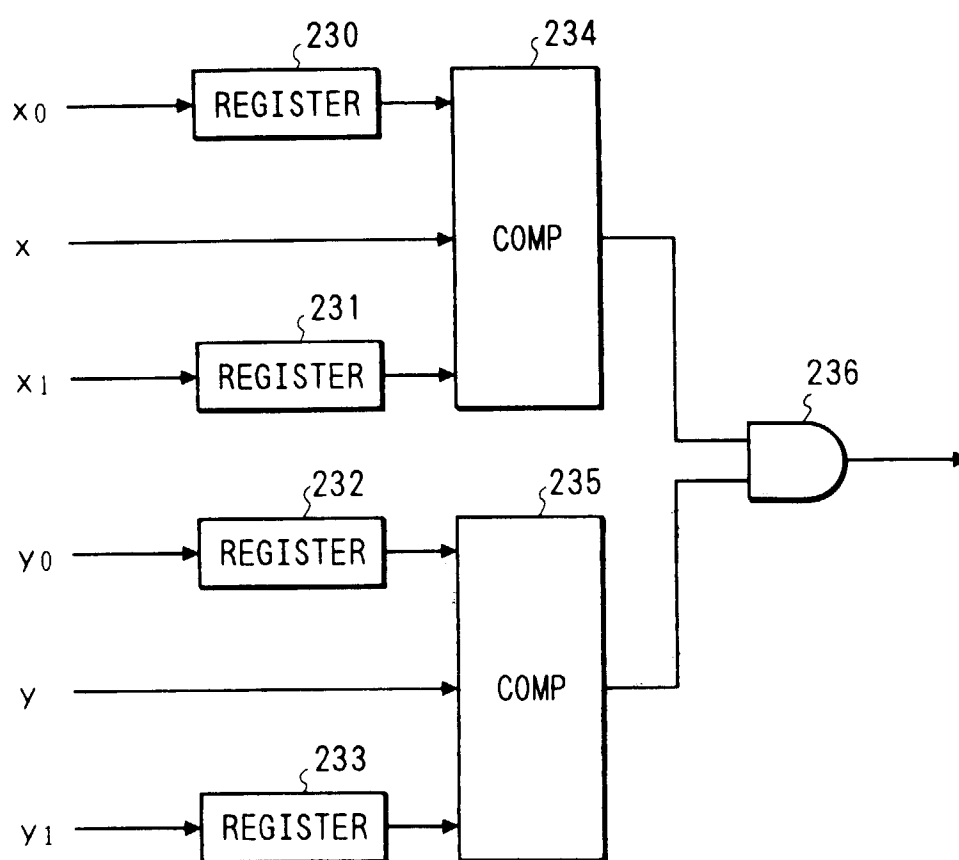 230
234
x0
REGISTER
x
COMP
231
x1
REGISTER
236
232
235
y0
REGISTER
y
COMP
233
y1
REGISTER